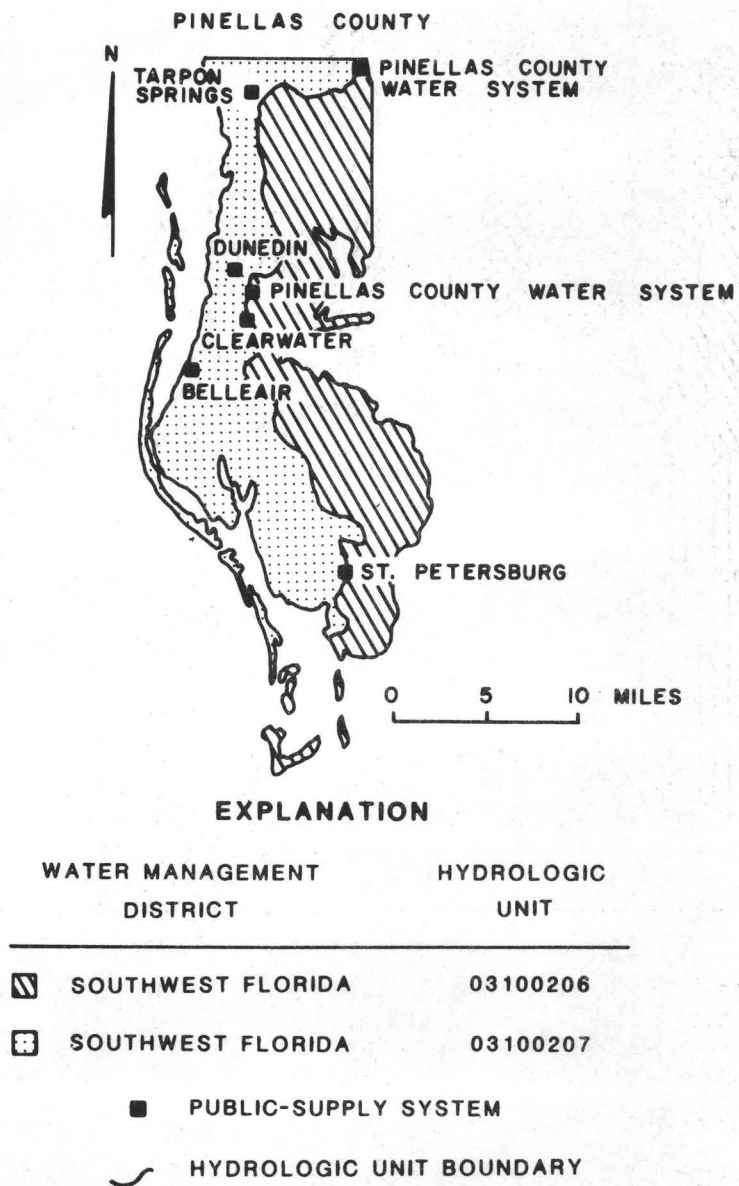 PINELLAS COUNTY
N
TARPON
SPRINGS
PINELLAS COUNTY
WATER SYSTEM
DUNEDIN
PINELLAS COUNTY WATER SYSTEM
CLEARWATER
BELLEAIR
ST. PETERSBURG
0 5 10 MILES
EXPLANATION
WATER MANAGEMENT
DISTRICT
HYDROLOGIC
UNIT
SOUTHWEST FLORIDA 03100206
SOUTHWEST FLORIDA 03100207
PUBLIC-SUPPLY SYSTEM
HYDROLOGIC UNIT BOUNDARY